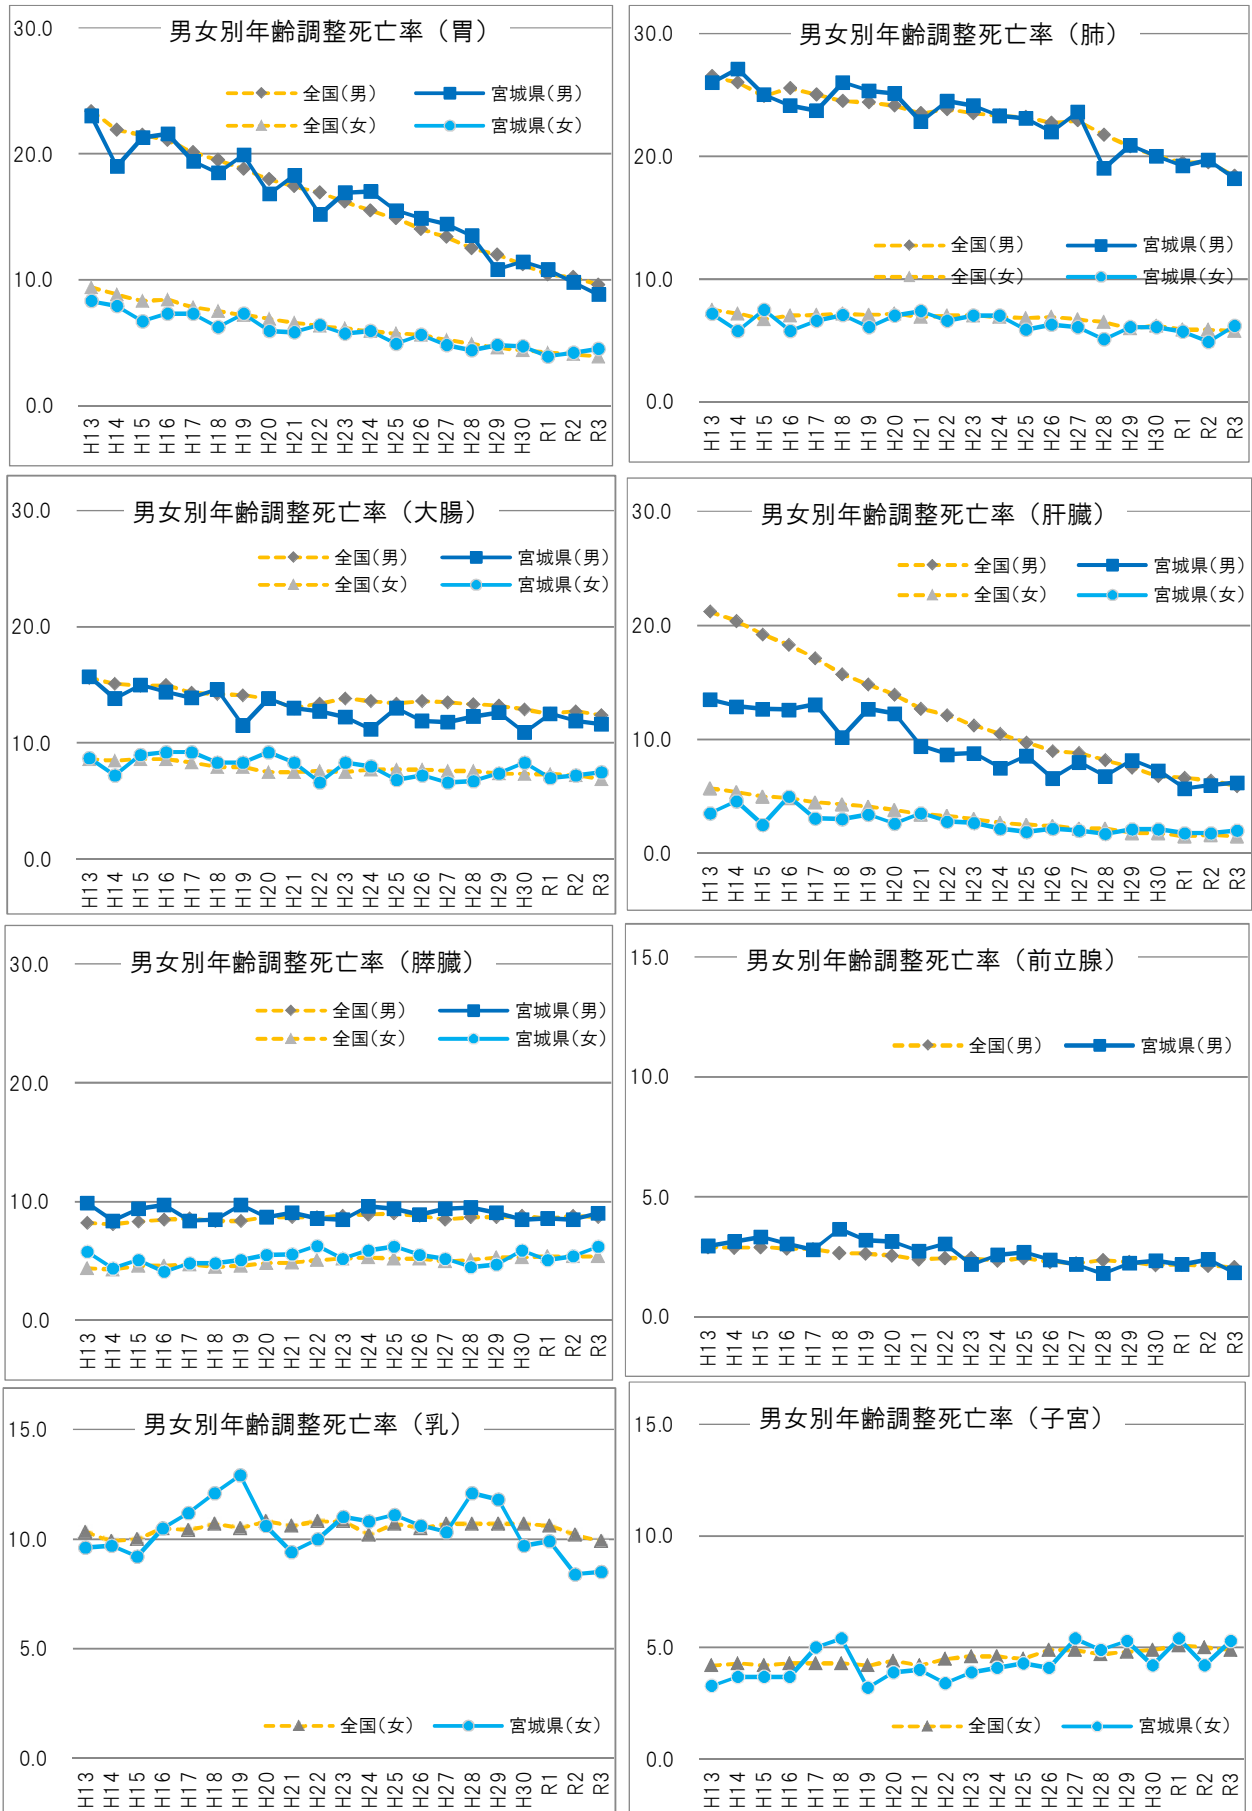 男女別年齢調整死亡率（胃）
30.0
20.0
10.0
0.0
全国(男)
宮城県(男)
全国(女)
宮城県(女)
H13 H14 H15 H16 H17 H18 H19 H20 H21 H22 H23 H24 H25 H26 H27 H28 H29 H30 R1 R2 R3
男女別年齢調整死亡率（肺）
30.0
20.0
10.0
0.0
全国(男)
宮城県(男)
全国(女)
宮城県(女)
H13 H14 H15 H16 H17 H18 H19 H20 H21 H22 H23 H24 H25 H26 H27 H28 H29 H30 R1 R2 R3
男女別年齢調整死亡率（大腸）
30.0
20.0
10.0
0.0
全国(男)
宮城県(男)
全国(女)
宮城県(女)
H13 H14 H15 H16 H17 H18 H19 H20 H21 H22 H23 H24 H25 H26 H27 H28 H29 H30 R1 R2 R3
男女別年齢調整死亡率（肝臓）
30.0
20.0
10.0
0.0
全国(男)
宮城県(男)
全国(女)
宮城県(女)
H13 H14 H15 H16 H17 H18 H19 H20 H21 H22 H23 H24 H25 H26 H27 H28 H29 H30 R1 R2 R3
男女別年齢調整死亡率（膵臓）
30.0
20.0
10.0
0.0
全国(男)
宮城県(男)
全国(女)
宮城県(女)
H13 H14 H15 H16 H17 H18 H19 H20 H21 H22 H23 H24 H25 H26 H27 H28 H29 H30 R1 R2 R3
男女別年齢調整死亡率（前立腺）
15.0
10.0
5.0
0.0
全国(男)
宮城県(男)
H13 H14 H15 H16 H17 H18 H19 H20 H21 H22 H23 H24 H25 H26 H27 H28 H29 H30 R1 R2 R3
男女別年齢調整死亡率（乳）
15.0
10.0
5.0
0.0
全国(女)
宮城県(女)
H13 H14 H15 H16 H17 H18 H19 H20 H21 H22 H23 H24 H25 H26 H27 H28 H29 H30 R1 R2 R3
男女別年齢調整死亡率（子宮）
15.0
10.0
5.0
0.0
全国(女)
宮城県(女)
H13 H14 H15 H16 H17 H18 H19 H20 H21 H22 H23 H24 H25 H26 H27 H28 H29 H30 R1 R2 R3